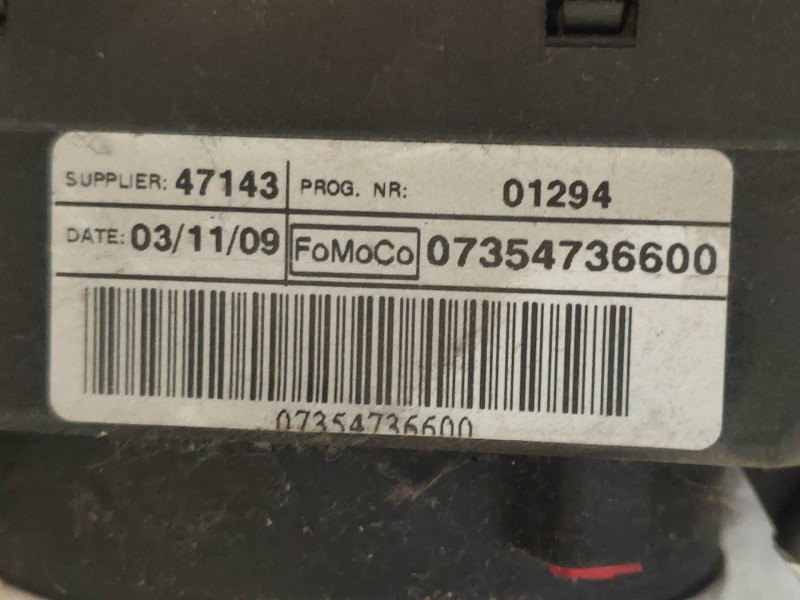 SUPPLIER: 47143 PROG. NR: 01294
DATE: 03/11/09 FoMoCo 07354736600
07354736600